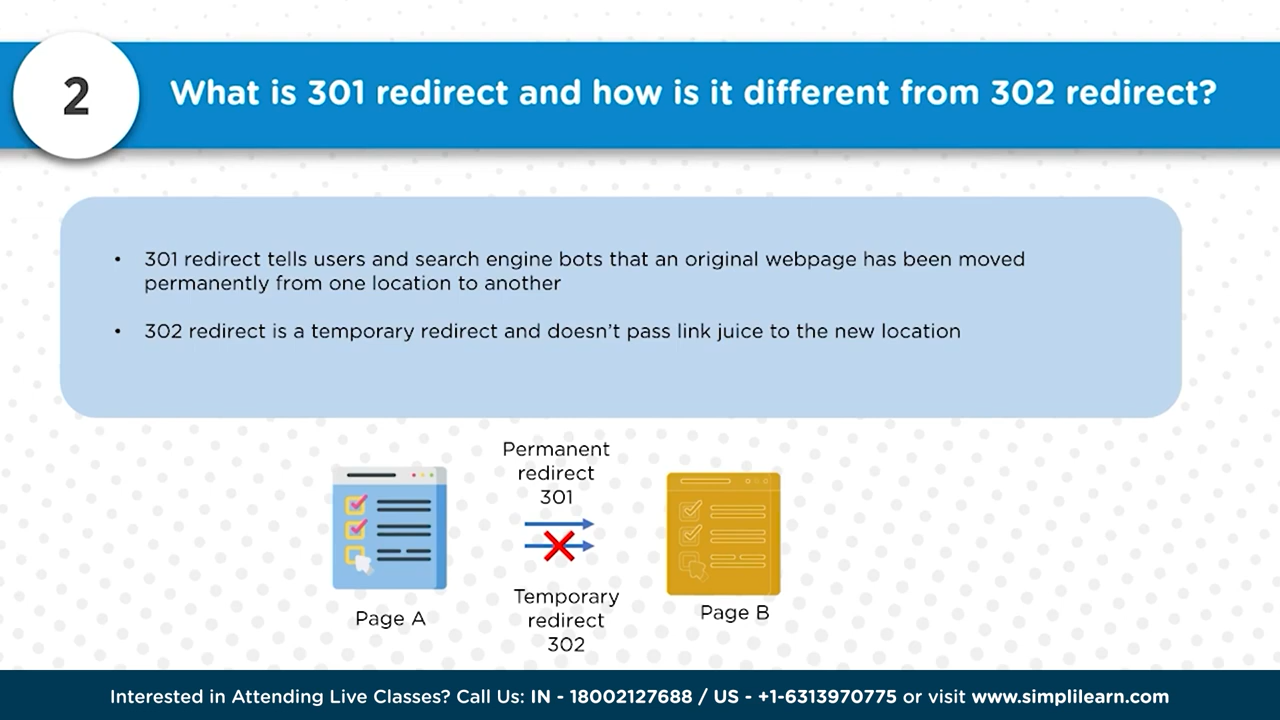 2
What is 301 redirect and how is it different from 302 redirect?
• 301 redirect tells users and search engine bots that an original webpage has been moved
permanently from one location to another
• 302 redirect is a temporary redirect and doesn’t pass link juice to the new location
Permanent
redirect
301
Temporary
redirect
302
Page A
Page B
Interested in Attending Live Classes? Call Us: IN - 18002127688 / US - +1-6313970775 or visit www.simplilearn.com